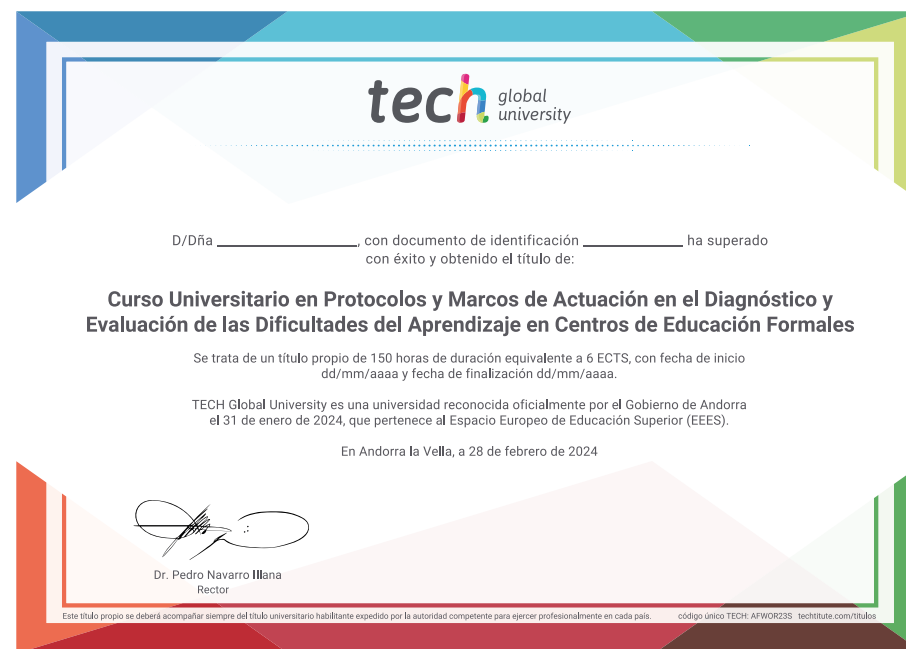 tech global university
D/Dña ____________________, con documento de identificación ______________ ha superado
con éxito y obtenido el título de:
Curso Universitario en Protocolos y Marcos de Actuación en el Diagnóstico y
Evaluación de las Dificultades del Aprendizaje en Centros de Educación Formales
Se trata de un título propio de 150 horas de duración equivalente a 6 ECTS, con fecha de inicio
dd/mm/aaaa y fecha de finalización dd/mm/aaaa.
TECH Global University es una universidad reconocida oficialmente por el Gobierno de Andorra
el 31 de enero de 2024, que pertenece al Espacio Europeo de Educación Superior (EEES).
En Andorra la Vella, a 28 de febrero de 2024
Dr. Pedro Navarro Illana
Rector
Este título propio se deberá acompañar siempre del título universitario habilitante expedido por la autoridad competente para ejercer profesionalmente en cada país. código único TECH: AFWOR23S techtitute.com/titulos